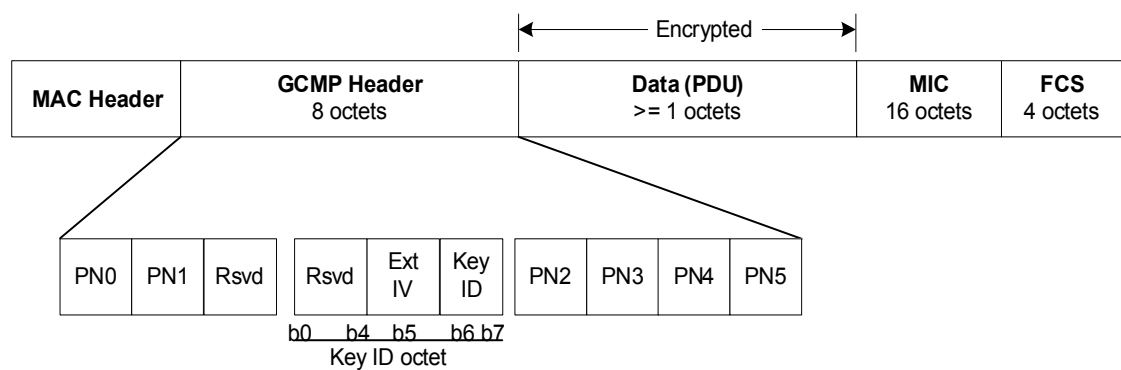 Encrypted
MAC Header
GCMP Header
8 octets
Data (PDU)
>= 1 octets
MIC
16 octets
FCS
4 octets
PN0
PN1
Rsvd
Rsvd
Ext
IV
Key
ID
PN2
PN3
PN4
PN5
b0 b4 b5 b6 b7
Key ID octet